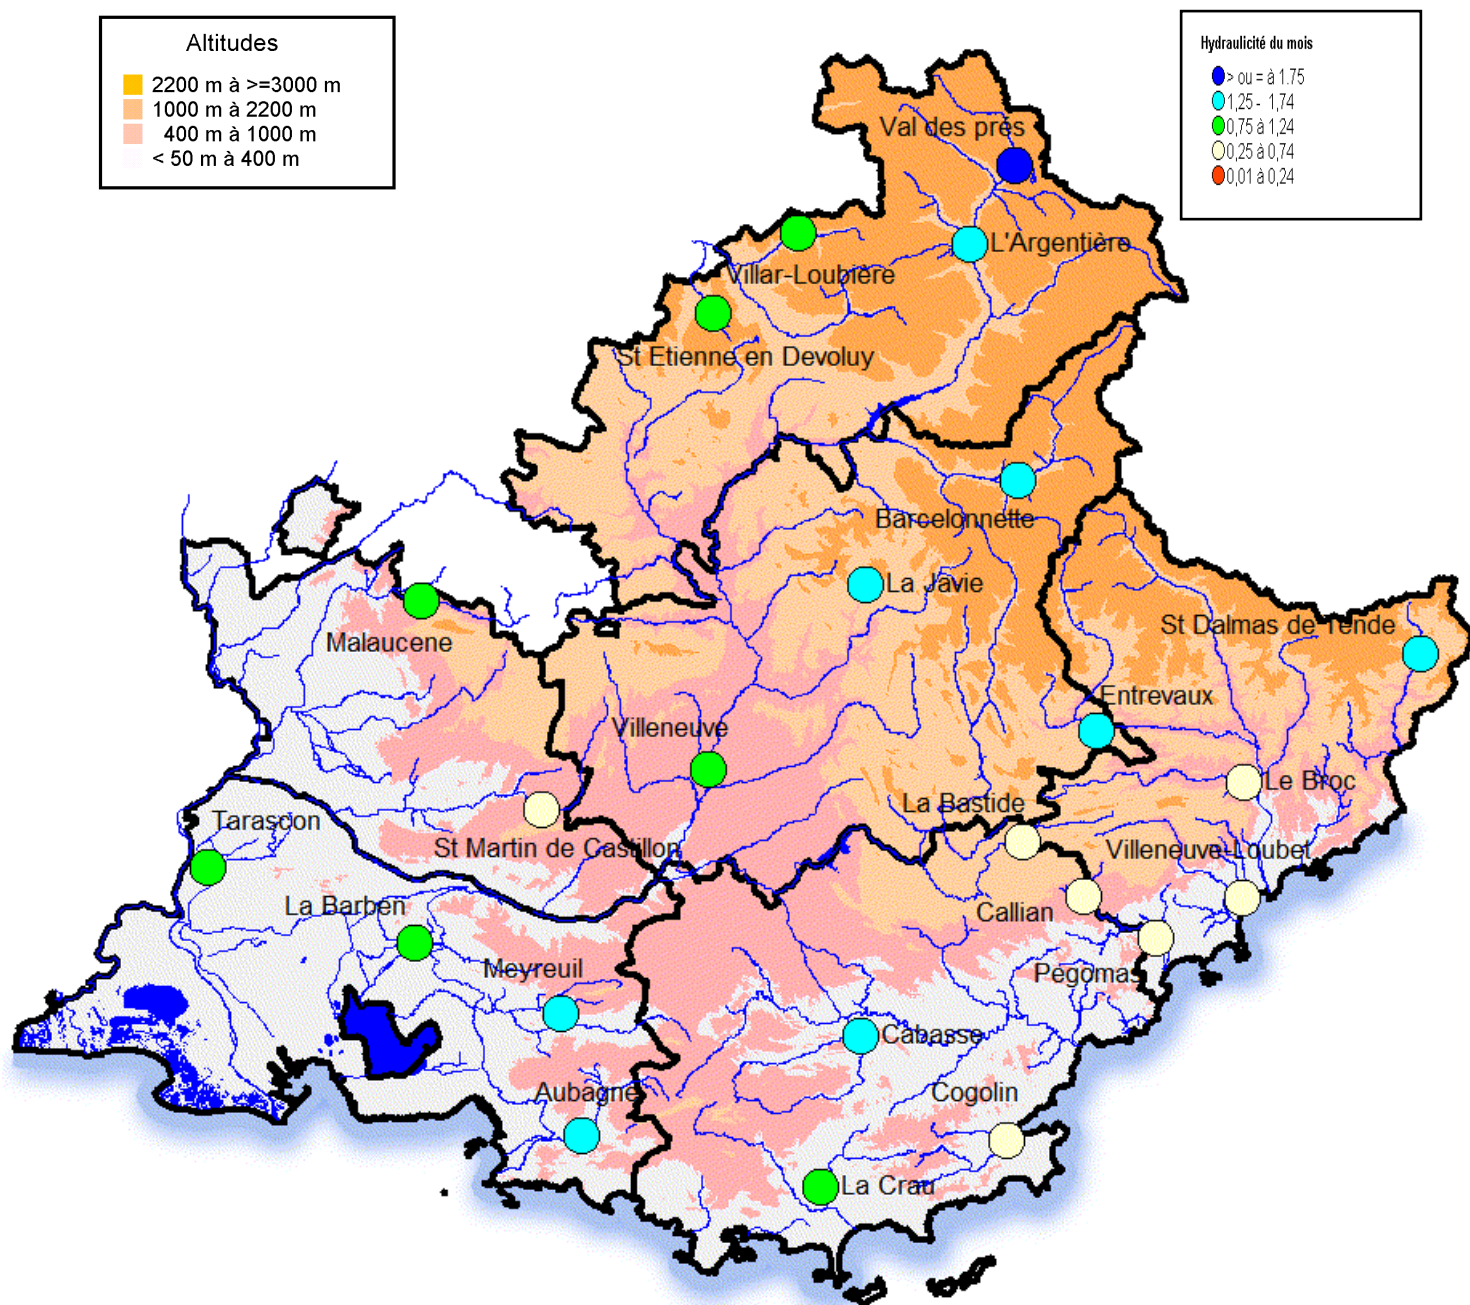 Altitudes
2200 m à >=3000 m
1000 m à 2200 m
400 m à 1000 m
< 50 m à 400 m
Hydraulicité du mois
> ou = à 1.75
1,25 - 1,74
0,75 à 1,24
0,25 à 0,74
0,01 à 0,24
Val des prés
L'Argentière
Villar-Loubière
St Etienne en Devoluy
Barcelonnette
La Javie
St Dalmas de Tende
Malaucene
Entrevaux
Villeneuve
Le Broc
La Bastide
Tarascon
St Martin de Castillon
Villeneuve-Loubet
La Barben
Callian
Meyreuil
Pégomas
Cabasse
Aubagne
Cogolin
La Crau